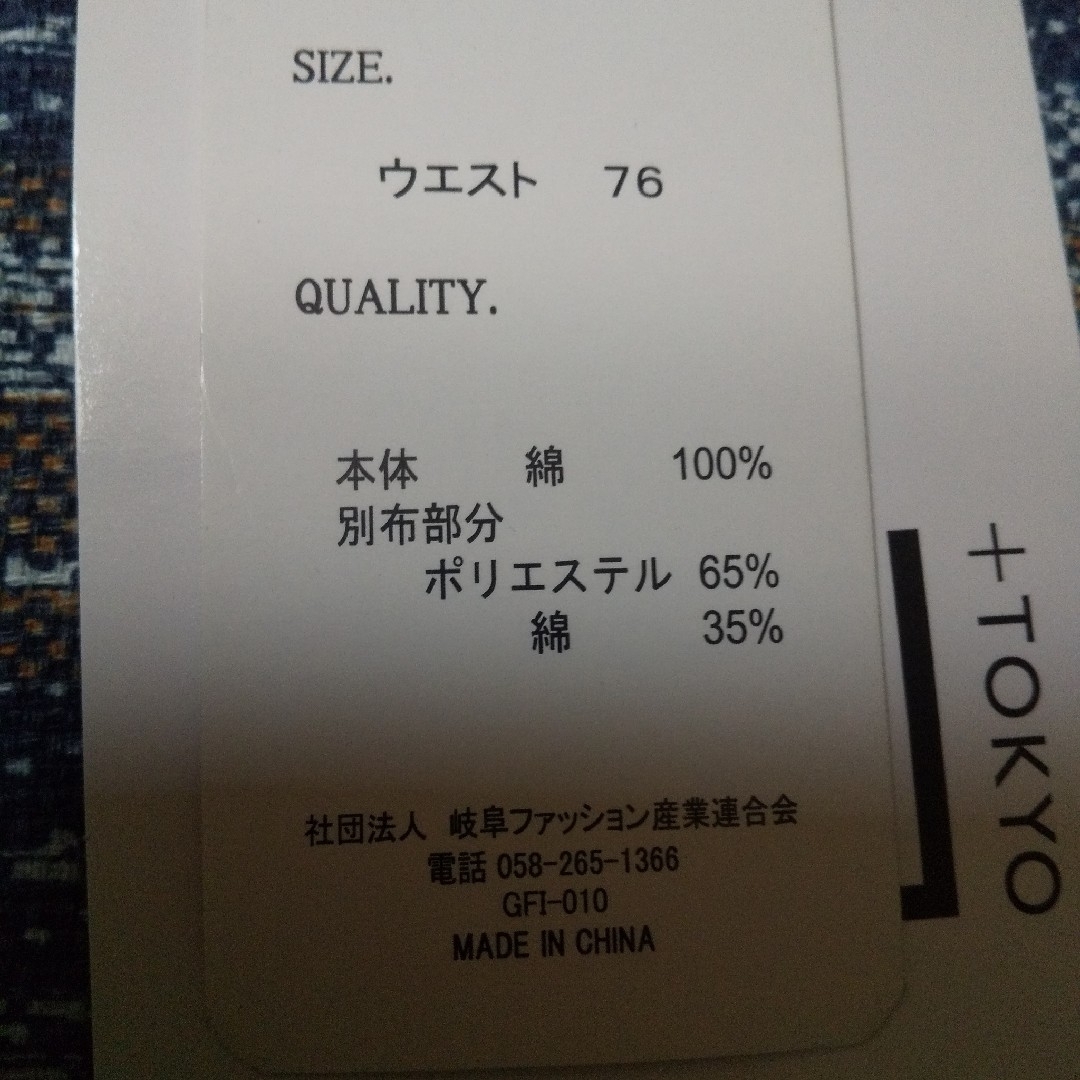 SIZE.
ウエスト 76
QUALITY.
本体 綿 100%
別布部分
ポリエステル 65%
綿 35%
社団法人 岐阜ファッション産業連合会
電話 058-265-1366
GFI-010
MADE IN CHINA
+TOKYO